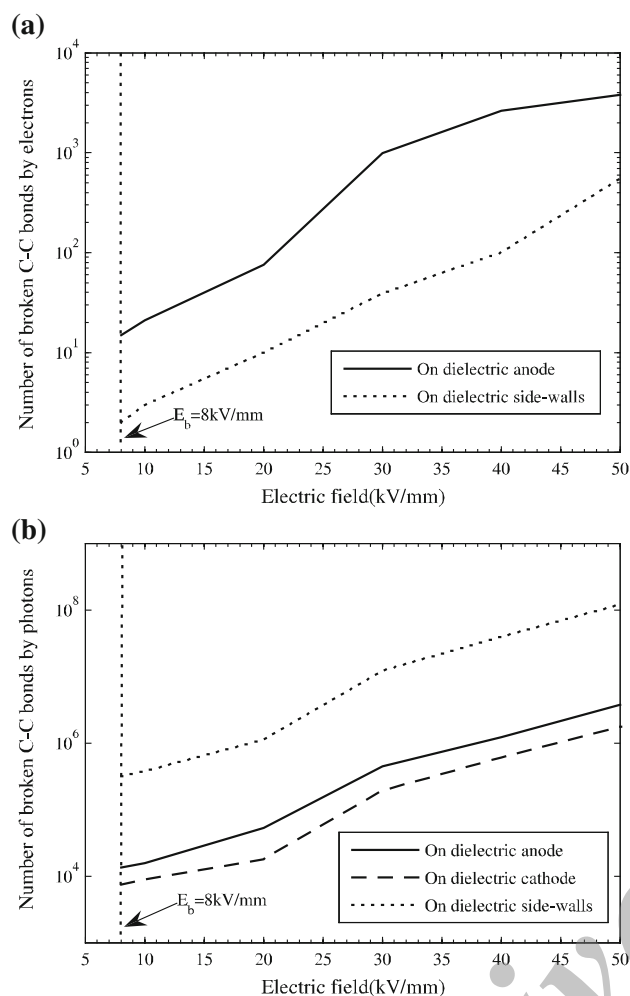 (a)
10^4
10^3
10^2
10^1
10^0
Number of broken C-C bonds by electrons
On dielectric anode
On dielectric side-walls
E_b=8kV/mm
5 10 15 20 25 30 35 40 45 50
Electric field(kV/mm)
(b)
10^8
10^6
10^4
Number of broken C-C bonds by photons
On dielectric anode
On dielectric cathode
On dielectric side-walls
E_b=8kV/mm
5 10 15 20 25 30 35 40 45 50
Electric field(kV/mm)